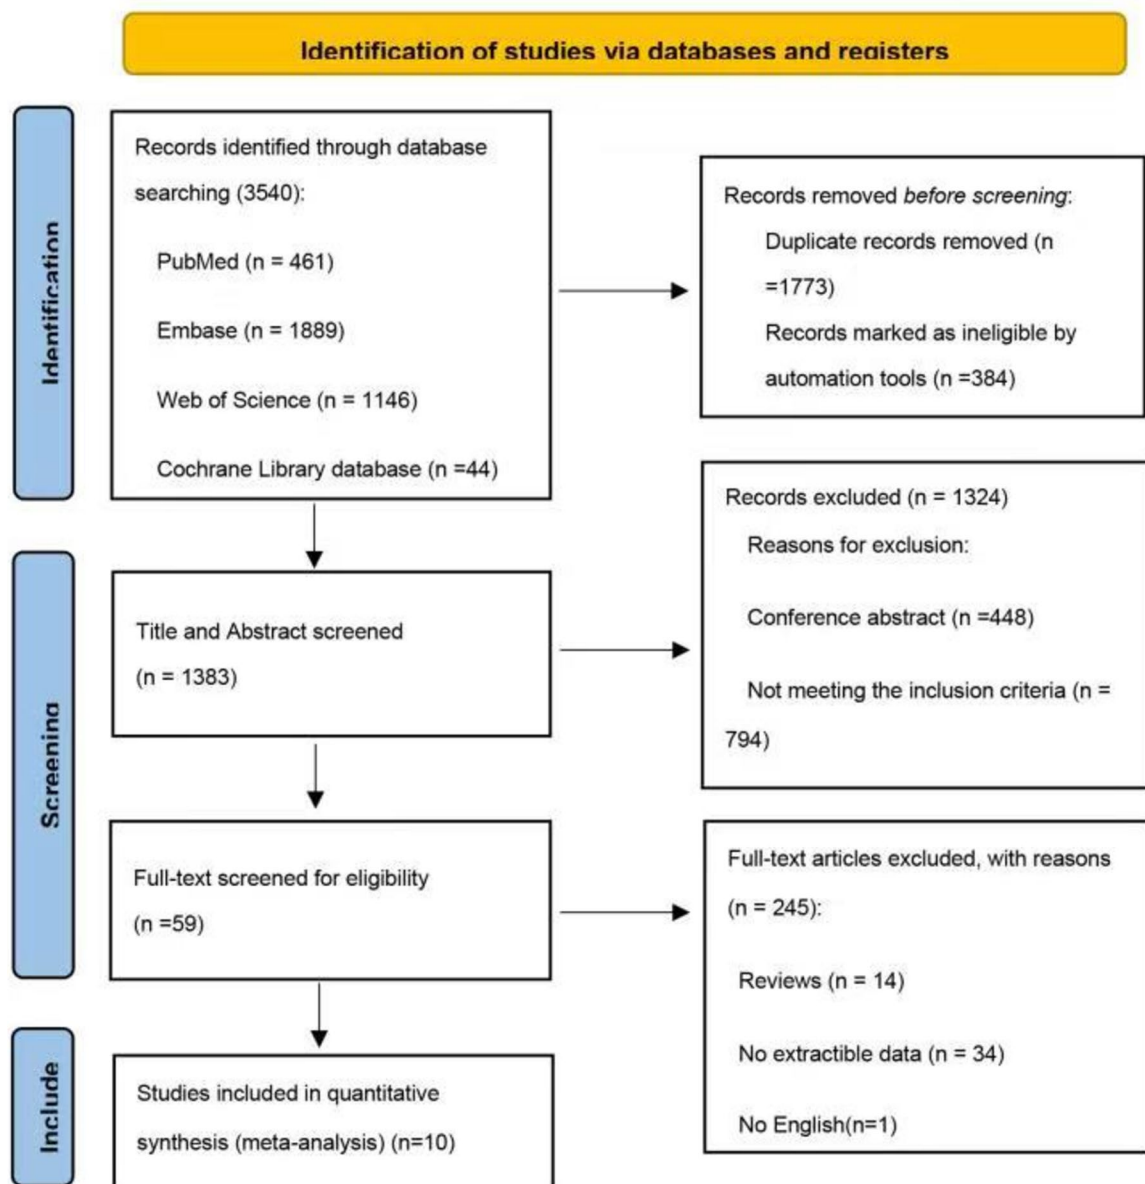 Identification of studies via databases and registers
Identification
Records identified through database
searching (3540):
PubMed (n = 461)
Embase (n = 1889)
Web of Science (n = 1146)
Cochrane Library database (n =44)
Records removed before screening:
Duplicate records removed (n
=1773)
Records marked as ineligible by
automation tools (n =384)
Screening
Title and Abstract screened
(n = 1383)
Records excluded (n = 1324)
Reasons for exclusion:
Conference abstract (n =448)
Not meeting the inclusion criteria (n =
794)
Full-text screened for eligibility
(n =59)
Full-text articles excluded, with reasons
(n = 245):
Reviews (n = 14)
No extractible data (n = 34)
No English(n=1)
Include
Studies included in quantitative
synthesis (meta-analysis) (n=10)